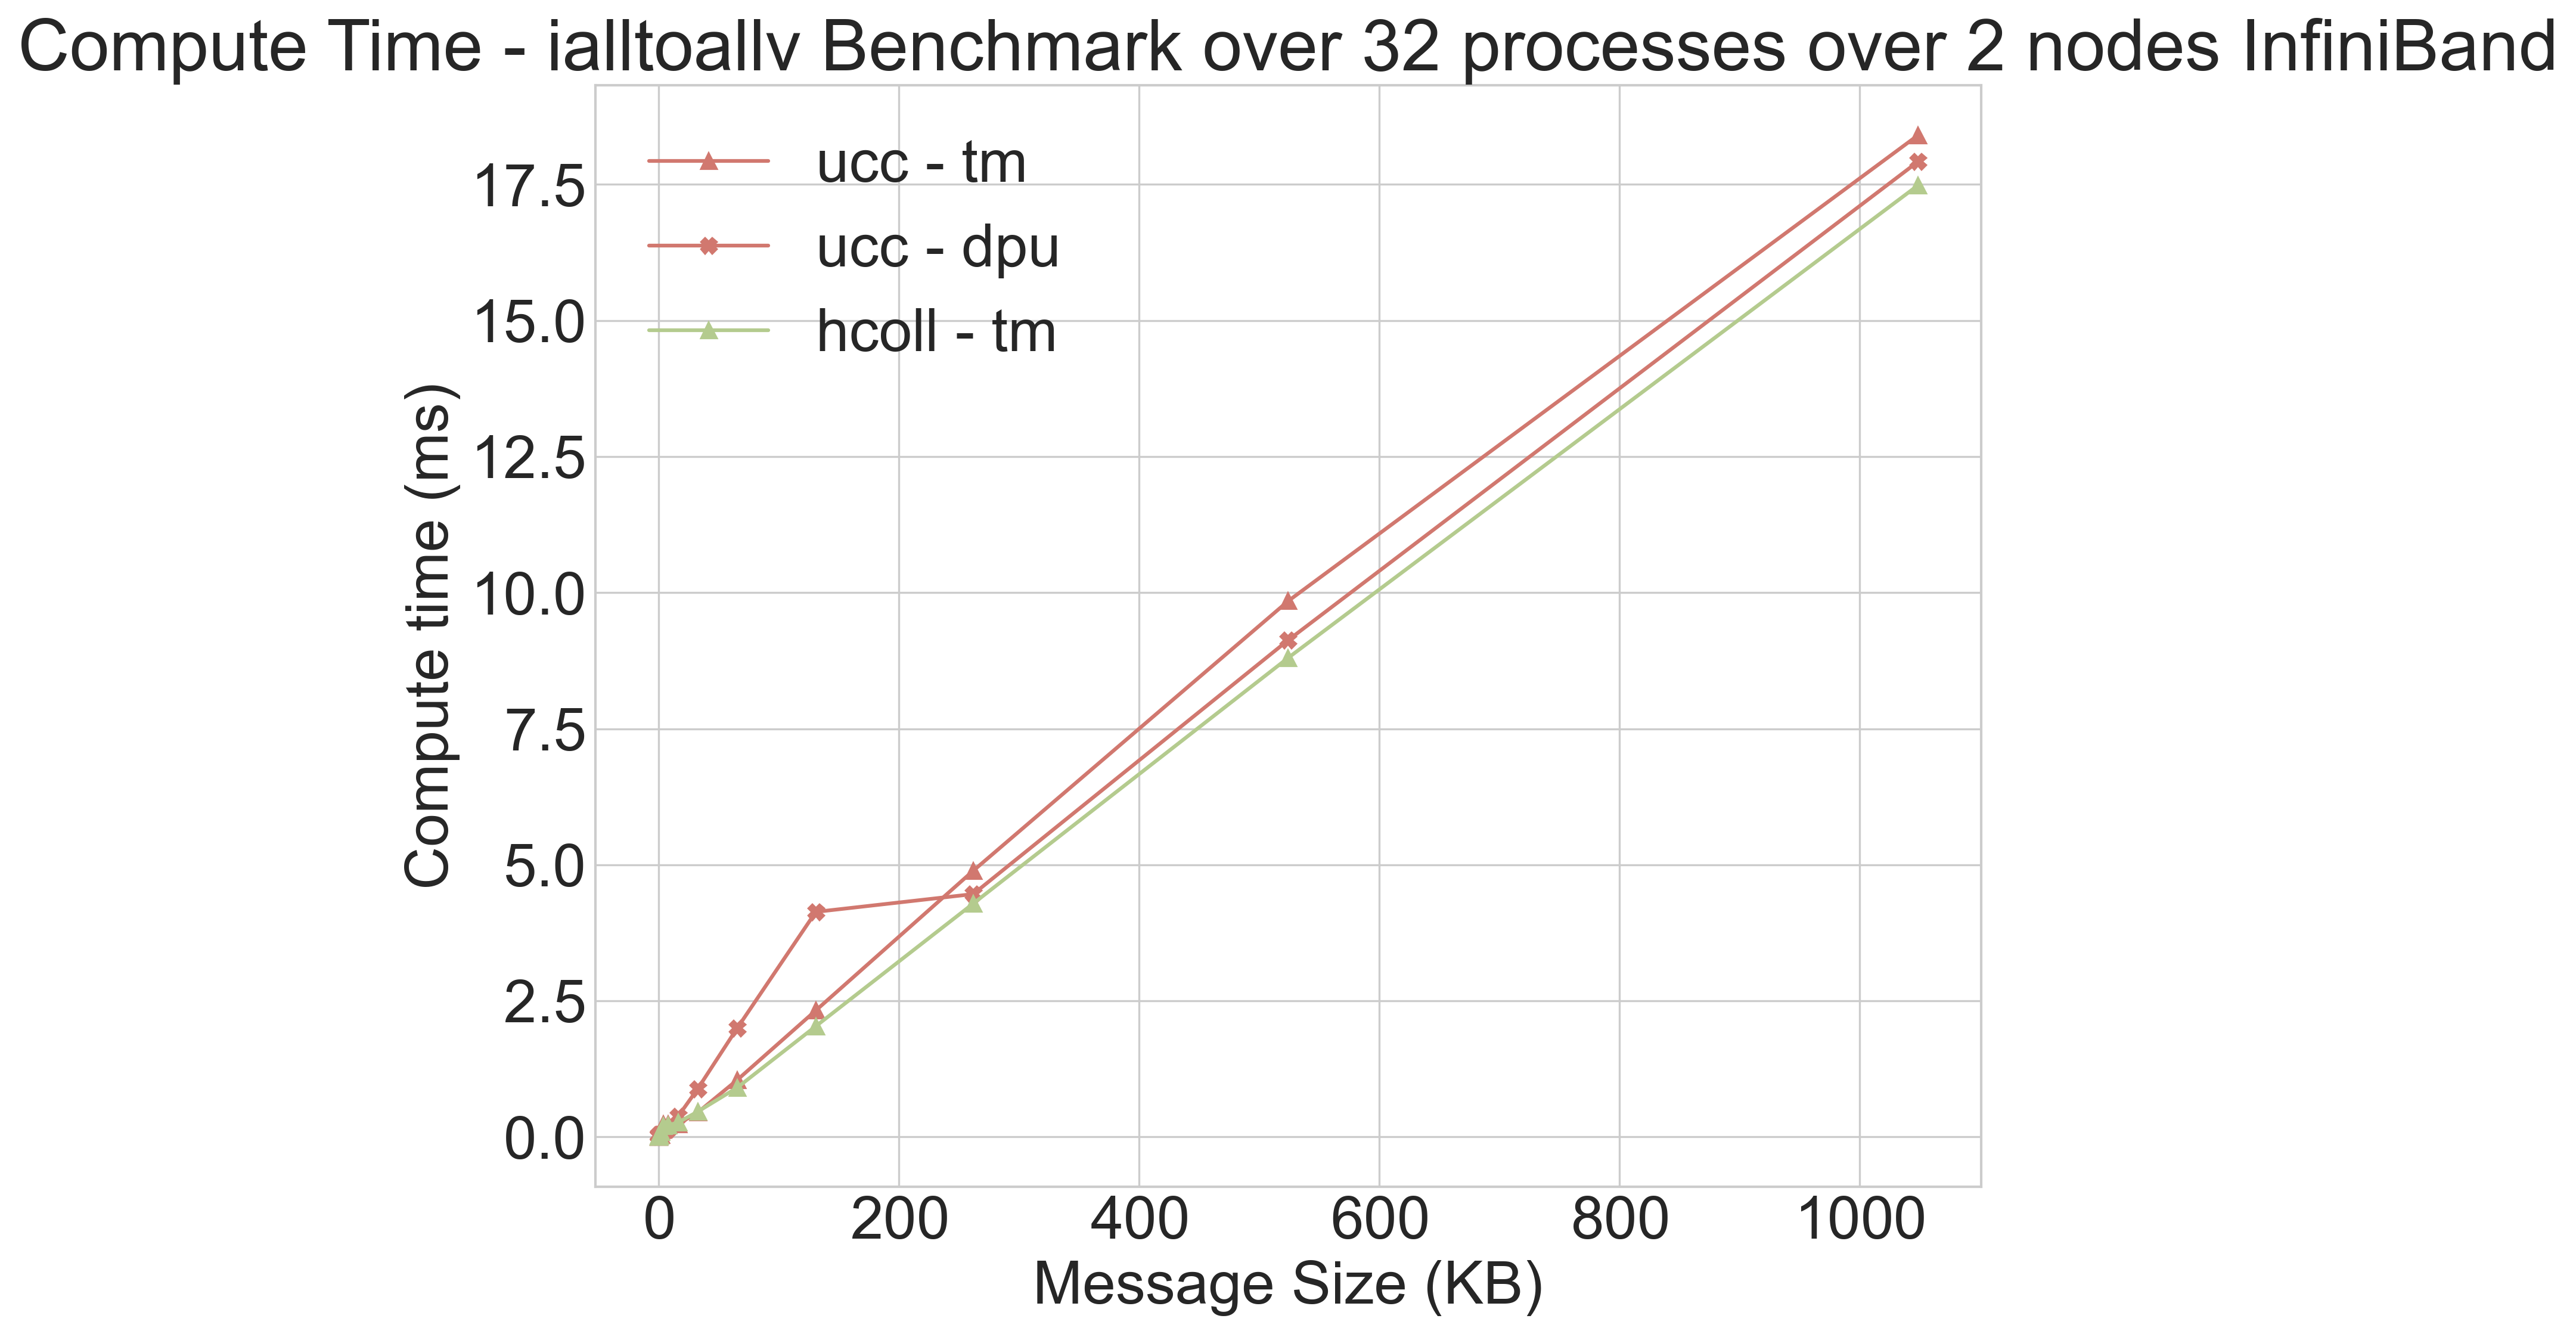 Compute Time - ialltoallv Benchmark over 32 processes over 2 nodes InfiniBand
ucc - tm
ucc - dpu
hcoll - tm
Compute time (ms)
17.5
15.0
12.5
10.0
7.5
5.0
2.5
0.0
0 200 400 600 800 1000
Message Size (KB)